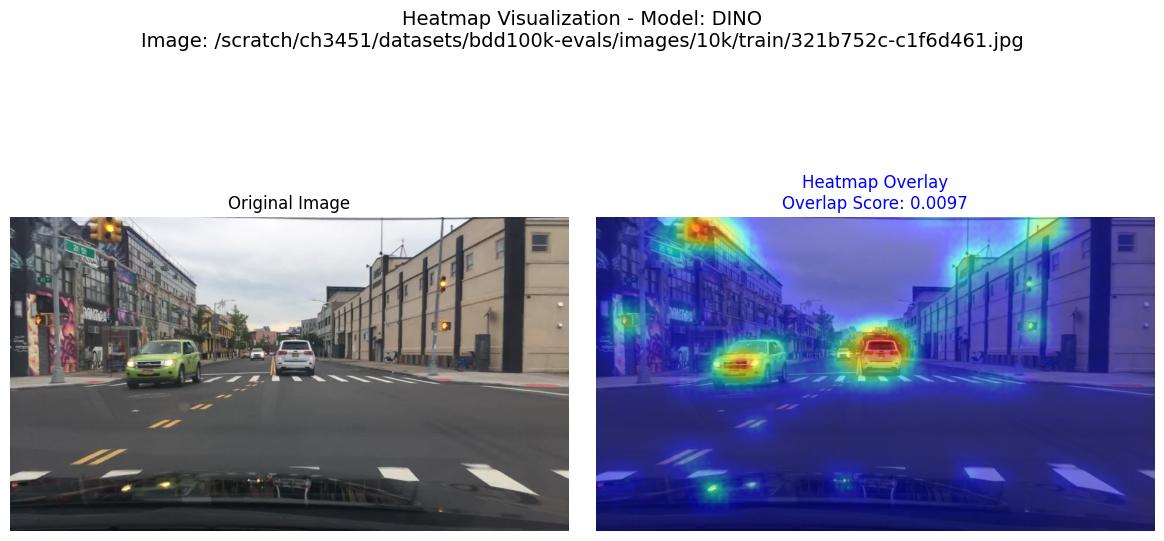 Heatmap Visualization - Model: DINO
Image: /scratch/ch3451/datasets/bdd100k-evals/images/10k/train/321b752c-c1f6d461.jpg
Original Image
Heatmap Overlay
Overlap Score: 0.0097